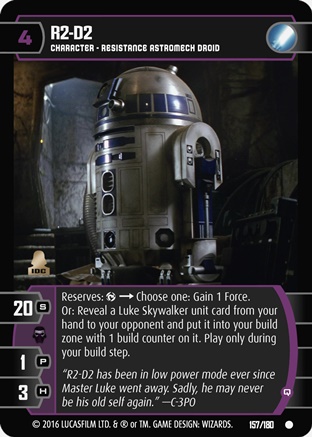 4
R2-D2
CHARACTER • RESISTANCE ASTROMECH DROID
IDC
20 S
1 P
3 H
Reserves: → Choose one: Gain 1 Force.
Or: Reveal a Luke Skywalker unit card from your
hand to your opponent and put it into your build
zone with 1 build counter on it. Play only during
your build step.
"R2-D2 has been in low power mode ever since
Master Luke went away. Sadly, he may never
be his old self again." —C-3PO
© 2016 LUCASFILM LTD. & ® or TM. GAME DESIGN: WIZARDS.
157/180